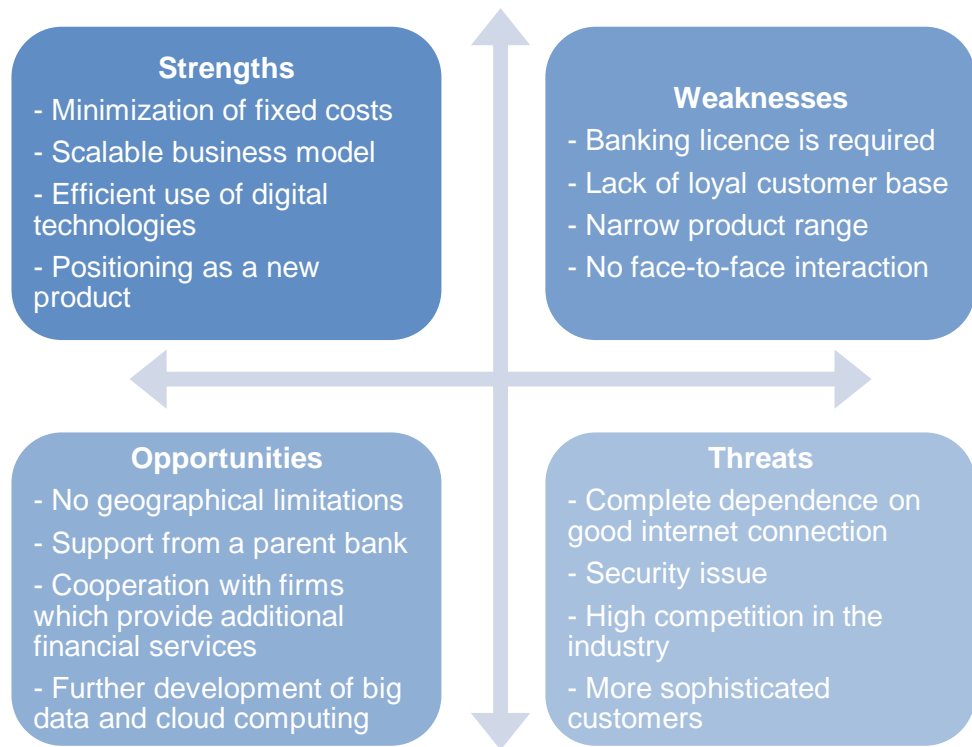 Strengths
- Minimization of fixed costs
- Scalable business model
- Efficient use of digital
technologies
- Positioning as a new
product
Weaknesses
- Banking licence is required
- Lack of loyal customer base
- Narrow product range
- No face-to-face interaction
Opportunities
- No geographical limitations
- Support from a parent bank
- Cooperation with firms
which provide additional
financial services
- Further development of big
data and cloud computing
Threats
- Complete dependence on
good internet connection
- Security issue
- High competition in the
industry
- More sophisticated
customers